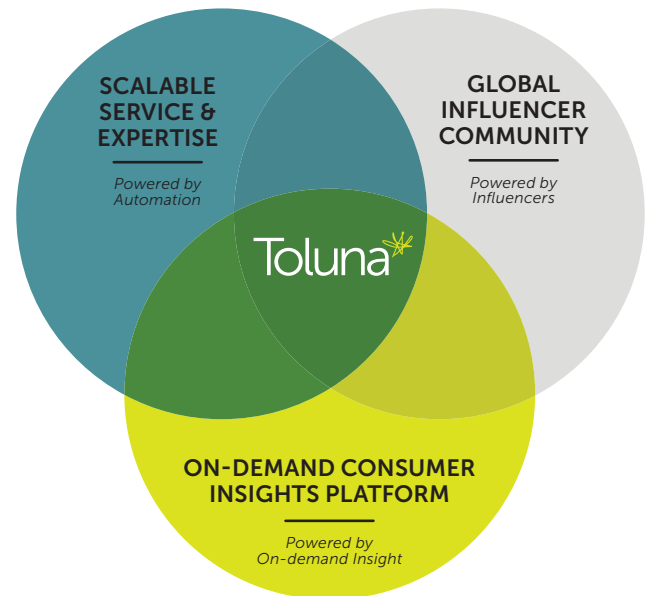 SCALABLE
SERVICE &
EXPERTISE
Powered by
Automation
GLOBAL
INFLUENCER
COMMUNITY
Powered by
Influencers
Toluna
ON-DEMAND CONSUMER
INSIGHTS PLATFORM
Powered by
On-demand Insight